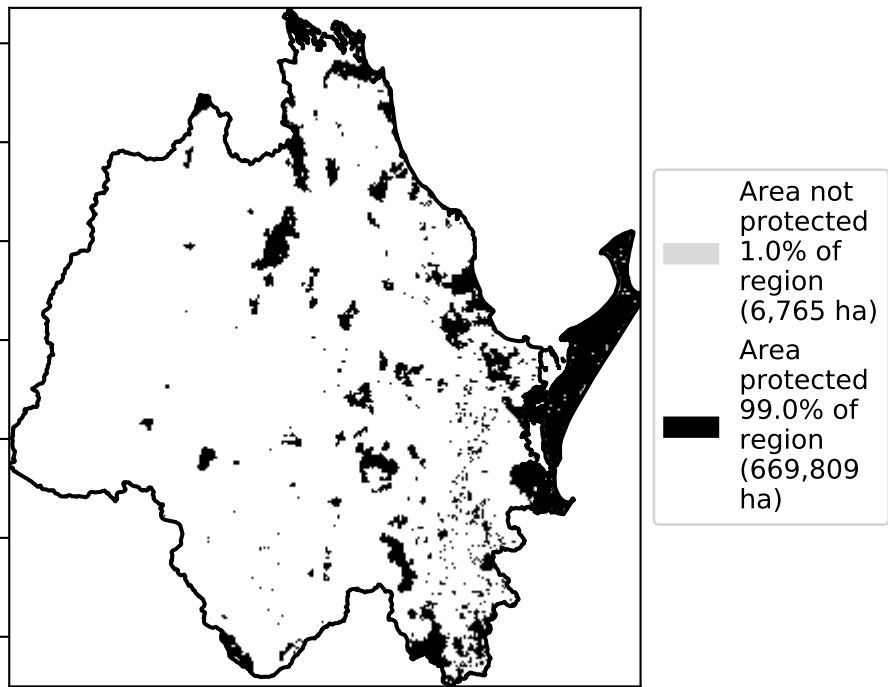 Area not
protected
1.0% of
region
(6,765 ha)
Area
protected
99.0% of
region
(669,809
ha)